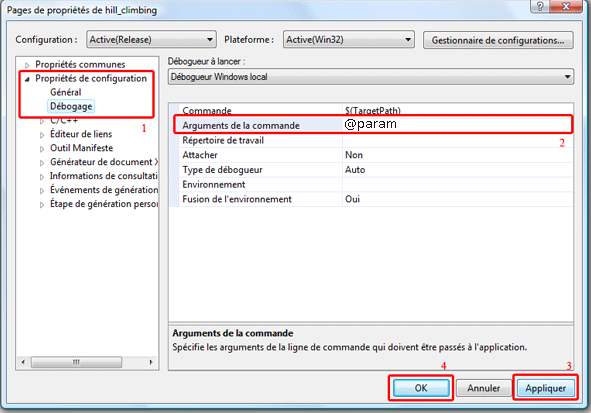 Pages de propriétés de hill_climbing
Configuration : Active(Release) Plateforme : Active(Win32) Gestionnaire de configurations...
Propriétés communes
Propriétés de configuration
Général
Débogage
1
C/C++
Éditeur de liens
Outil Manifeste
Générateur de document X
Informations de consultati
Événements de génération
Étape de génération person
Débogueur à lancer :
Débogueur Windows local
Commande $(TargetPath)
Arguments de la commande @param
2
Répertoire de travail
Attacher Non
Type de débogueur Auto
Environnement
Fusion de l'environnement Oui
Arguments de la commande
Spécifie les arguments de la ligne de commande qui doivent être passés à l'application.
4 3
OK Annuler Appliquer